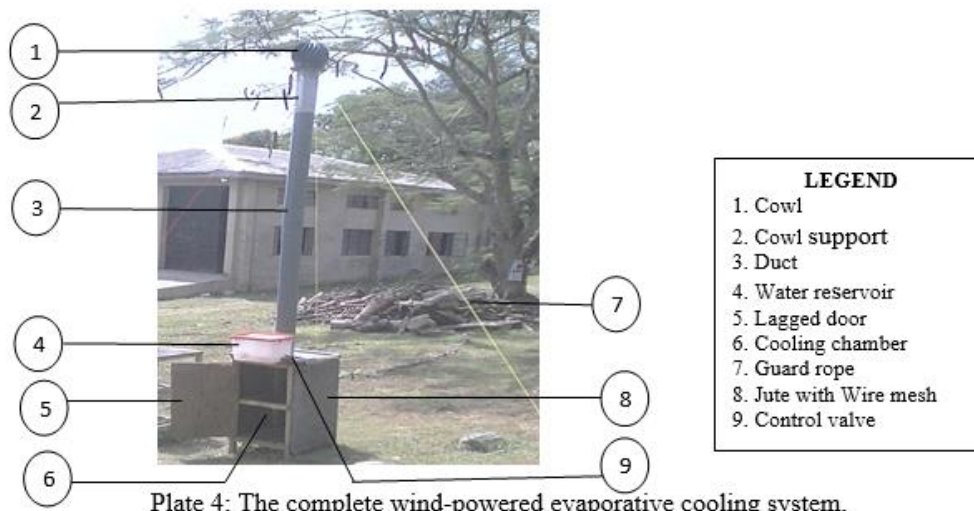 1
2
3
4
5
6
7
8
9
LEGEND
1. Cowl
2. Cowl support
3. Duct
4. Water reservoir
5. Lagged door
6. Cooling chamber
7. Guard rope
8. Jute with Wire mesh
9. Control valve
Plate 4: The complete wind-powered evaporative cooling system.